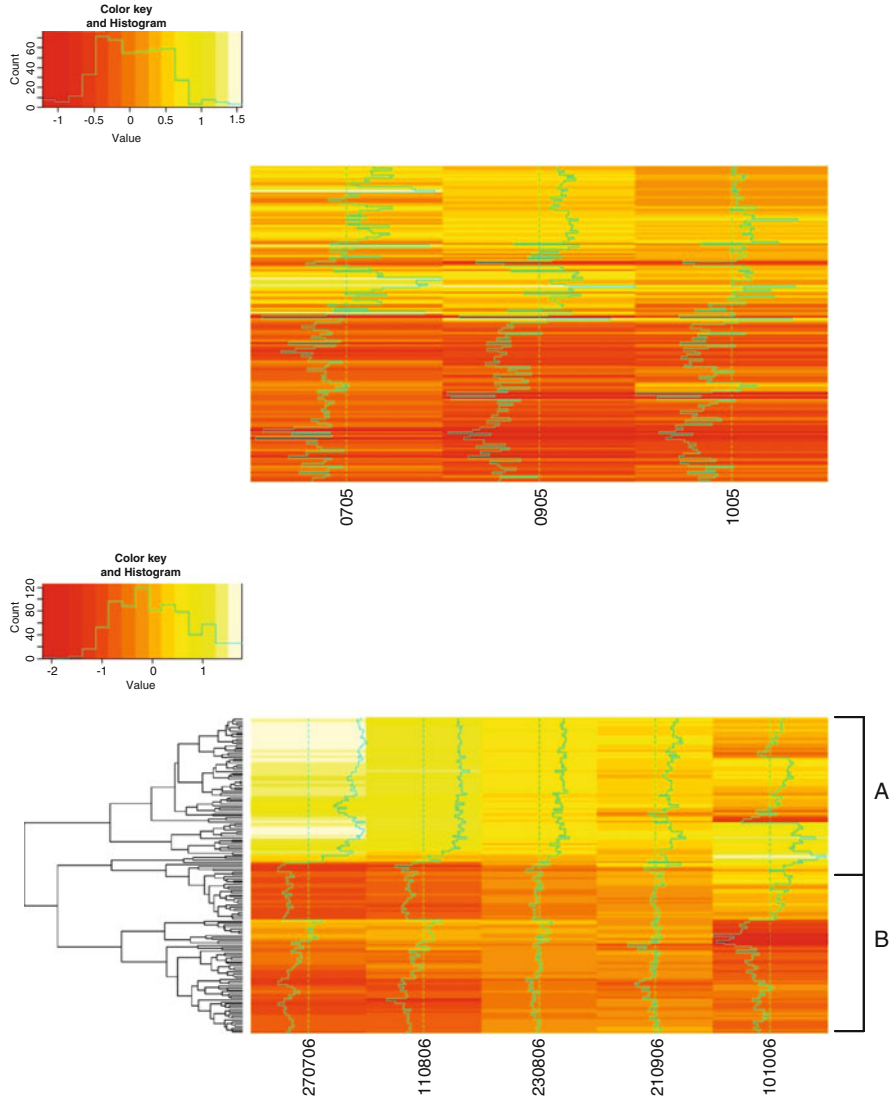 Color key
and Histogram
Count
0 20 40 60
-1 -0.5 0 0.5 1 1.5
Value
0705 0905 1005
Color key
and Histogram
Count
0 40 80 120
-2 -1 0 1
Value
A
B
270706 110806 230806 210906 101006